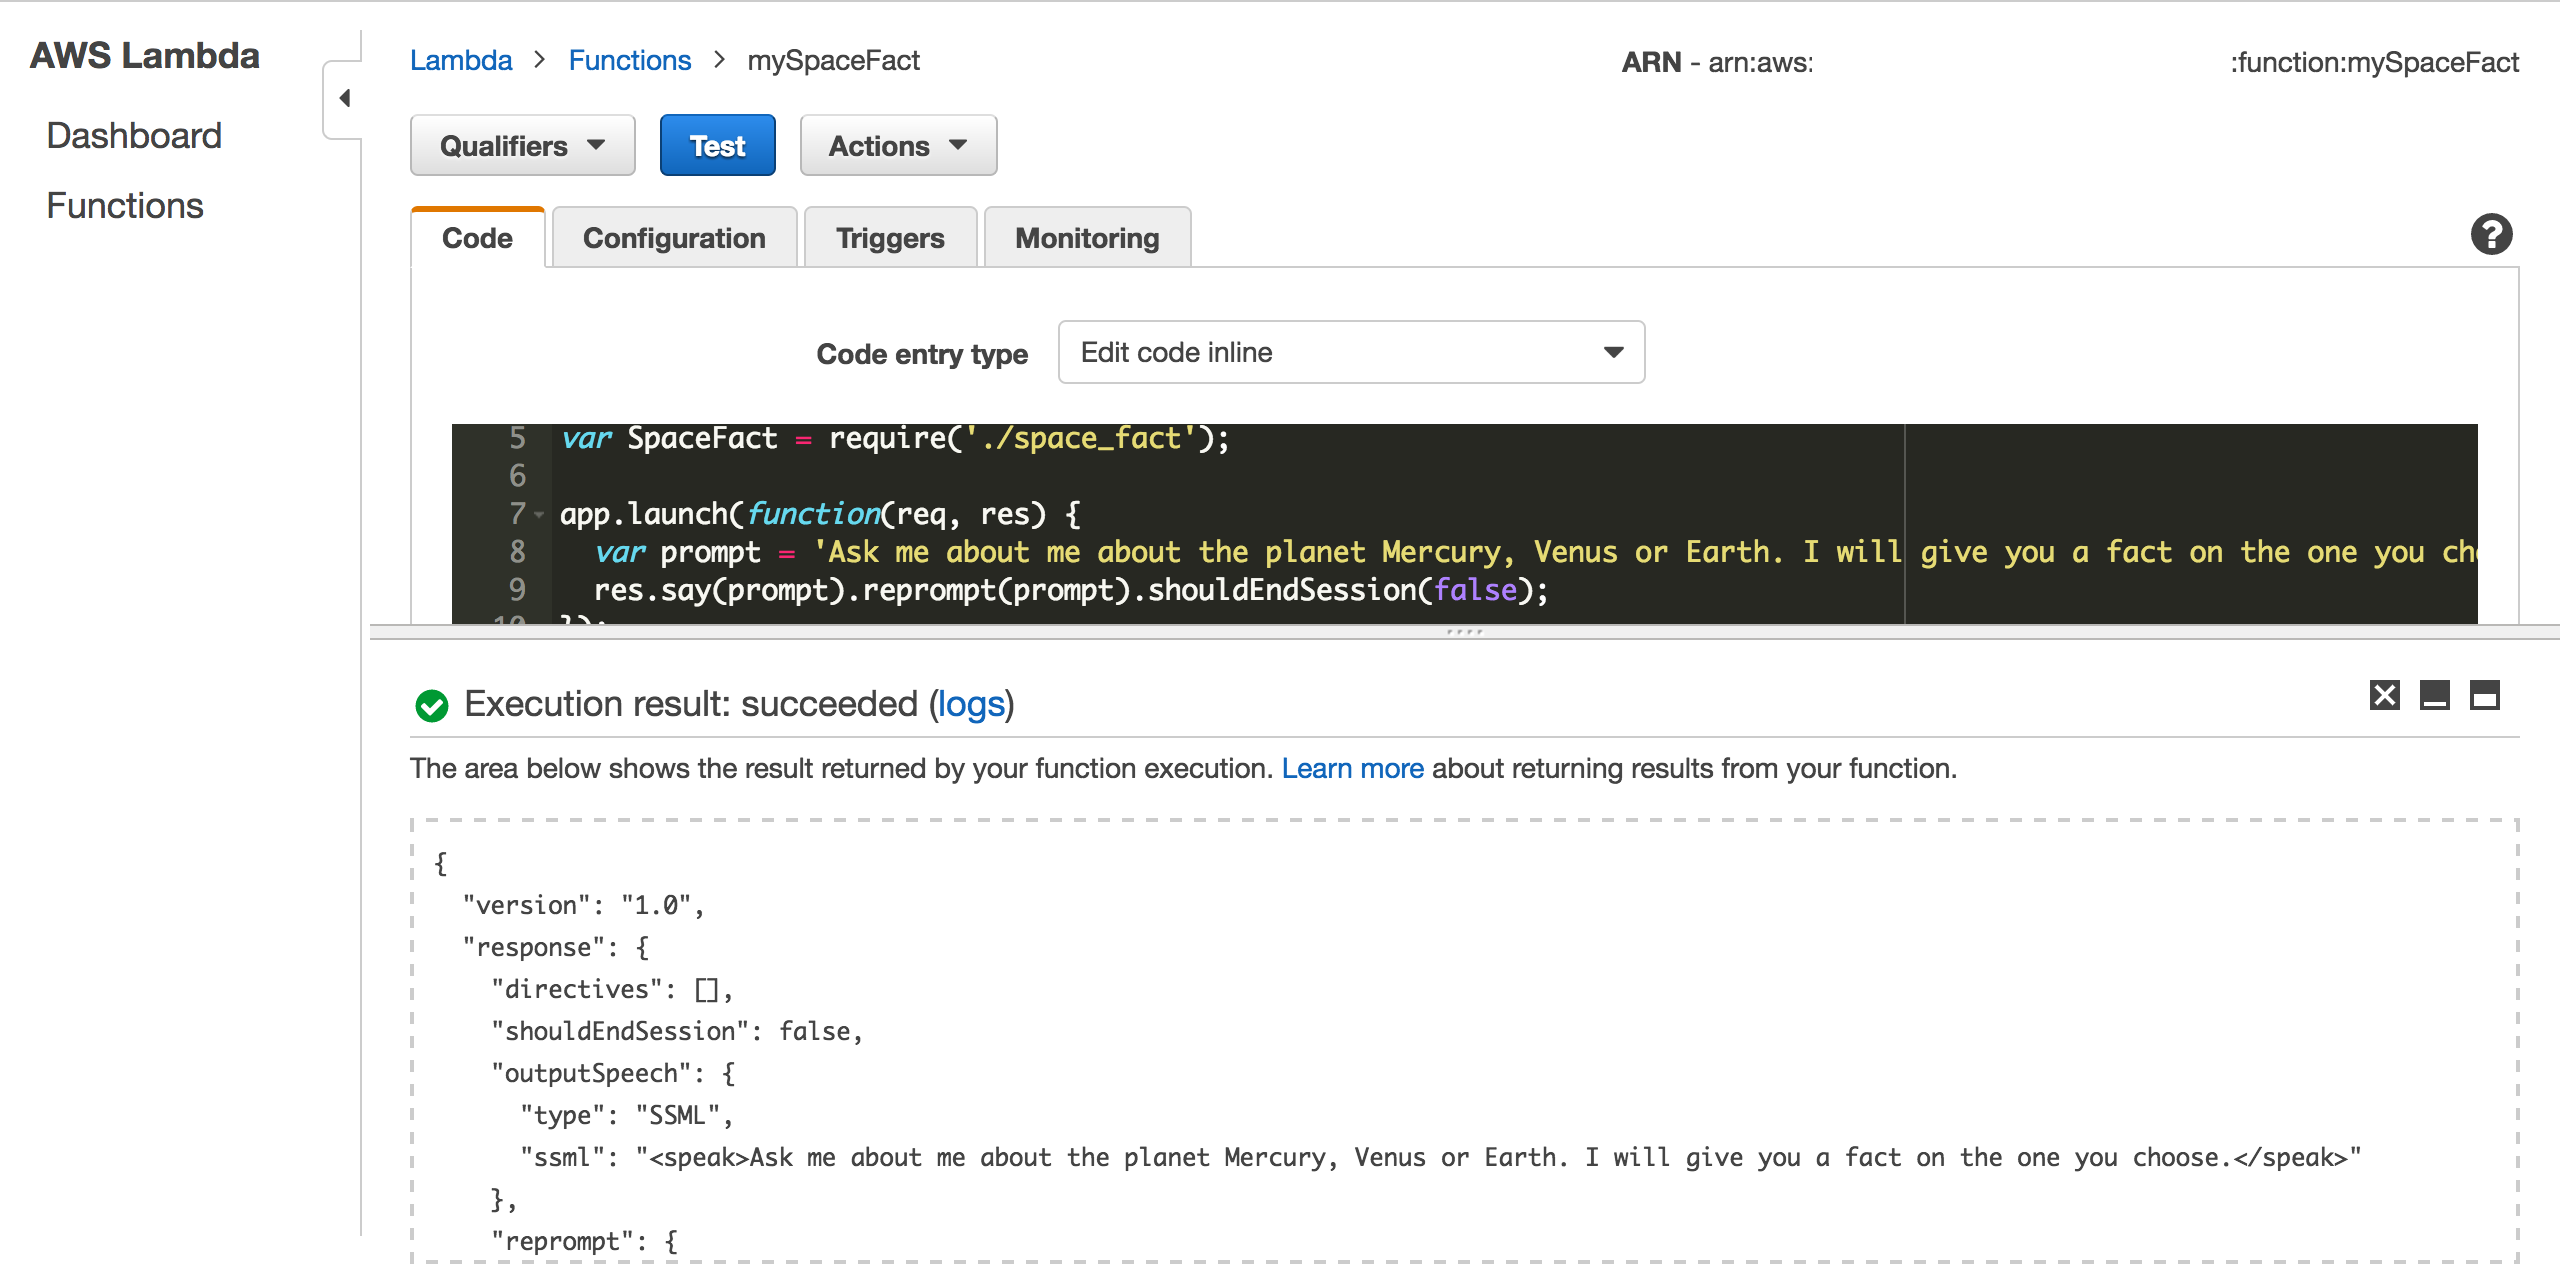 AWS Lambda
Dashboard
Functions
Lambda > Functions > mySpaceFact
ARN - arn:aws: :function:mySpaceFact
Qualifiers Test Actions
Code Configuration Triggers Monitoring
?
Code entry type Edit code inline
5 var SpaceFact = require('./space_fact');
6
7 app.launch(function(req, res) {
8 var prompt = 'Ask me about me about the planet Mercury, Venus or Earth. I will give you a fact on the one you
9 res.say(prompt).reprompt(prompt).shouldEndSession(false);
10 });
Execution result: succeeded (logs)
The area below shows the result returned by your function execution. Learn more about returning results from your function.
{
"version": "1.0",
"response": {
"directives": [],
"shouldEndSession": false,
"outputSpeech": {
"type": "SSML",
"ssml": "<speak>Ask me about me about the planet Mercury, Venus or Earth. I will give you a fact on the one you choose.</speak>"
},
"reprompt": {